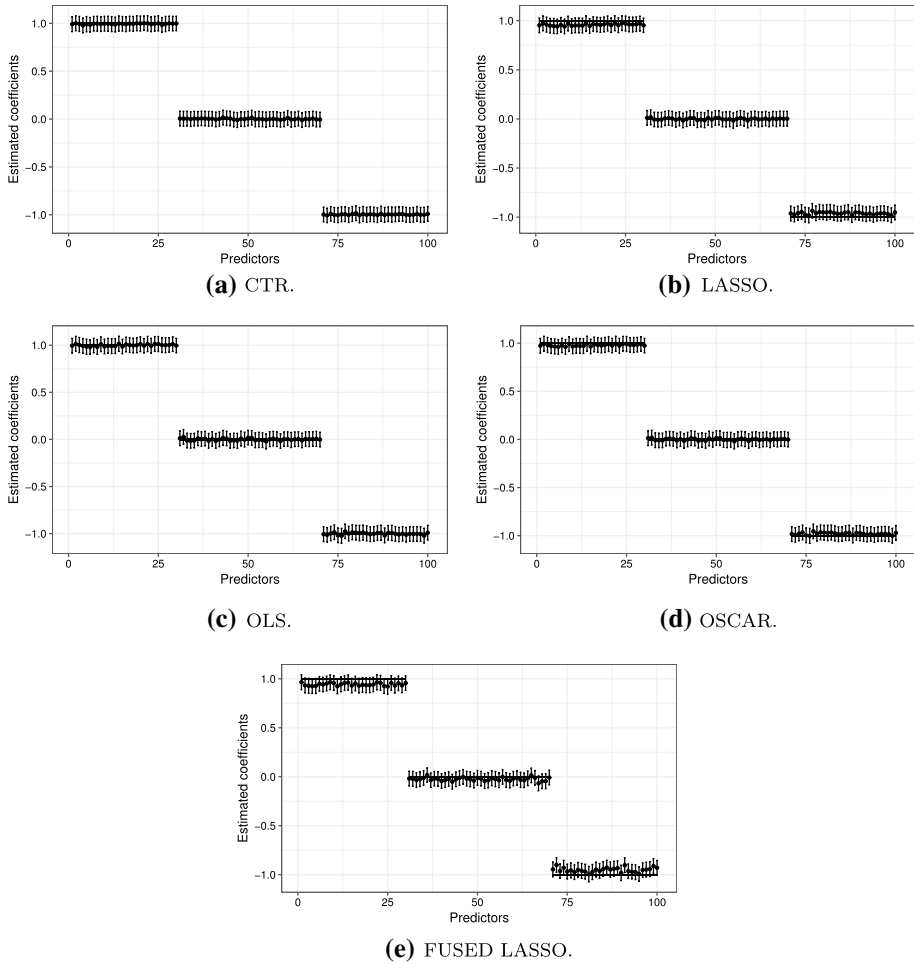 1.0
0.5
0.0
−0.5
−1.0
Estimated coefficients
0 25 50 75 100
Predictors
(a) CTR.
1.0
0.5
0.0
−0.5
−1.0
Estimated coefficients
0 25 50 75 100
Predictors
(b) LASSO.
1.0
0.5
0.0
−0.5
−1.0
Estimated coefficients
0 25 50 75 100
Predictors
(c) OLS.
1.0
0.5
0.0
−0.5
−1.0
Estimated coefficients
0 25 50 75 100
Predictors
(d) OSCAR.
1.0
0.5
0.0
−0.5
−1.0
Estimated coefficients
0 25 50 75 100
Predictors
(e) FUSED LASSO.